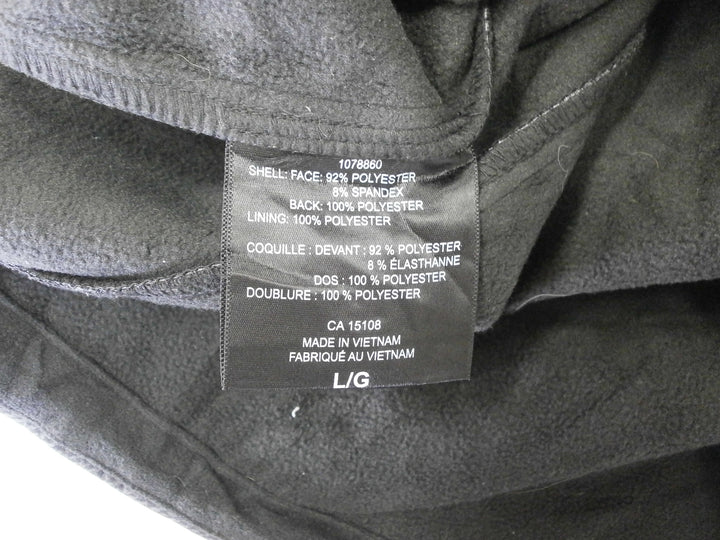 1078860
SHELL: FACE: 92% POLYESTER
8% SPANDEX
BACK: 100% POLYESTER
LINING: 100% POLYESTER
COQUILLE : DEVANT : 92 % POLYESTER
8 % ÉLASTHANNE
DOS : 100 % POLYESTER
DOUBLURE : 100 % POLYESTER
CA 15108
MADE IN VIETNAM
FABRIQUÉ AU VIETNAM
L/G